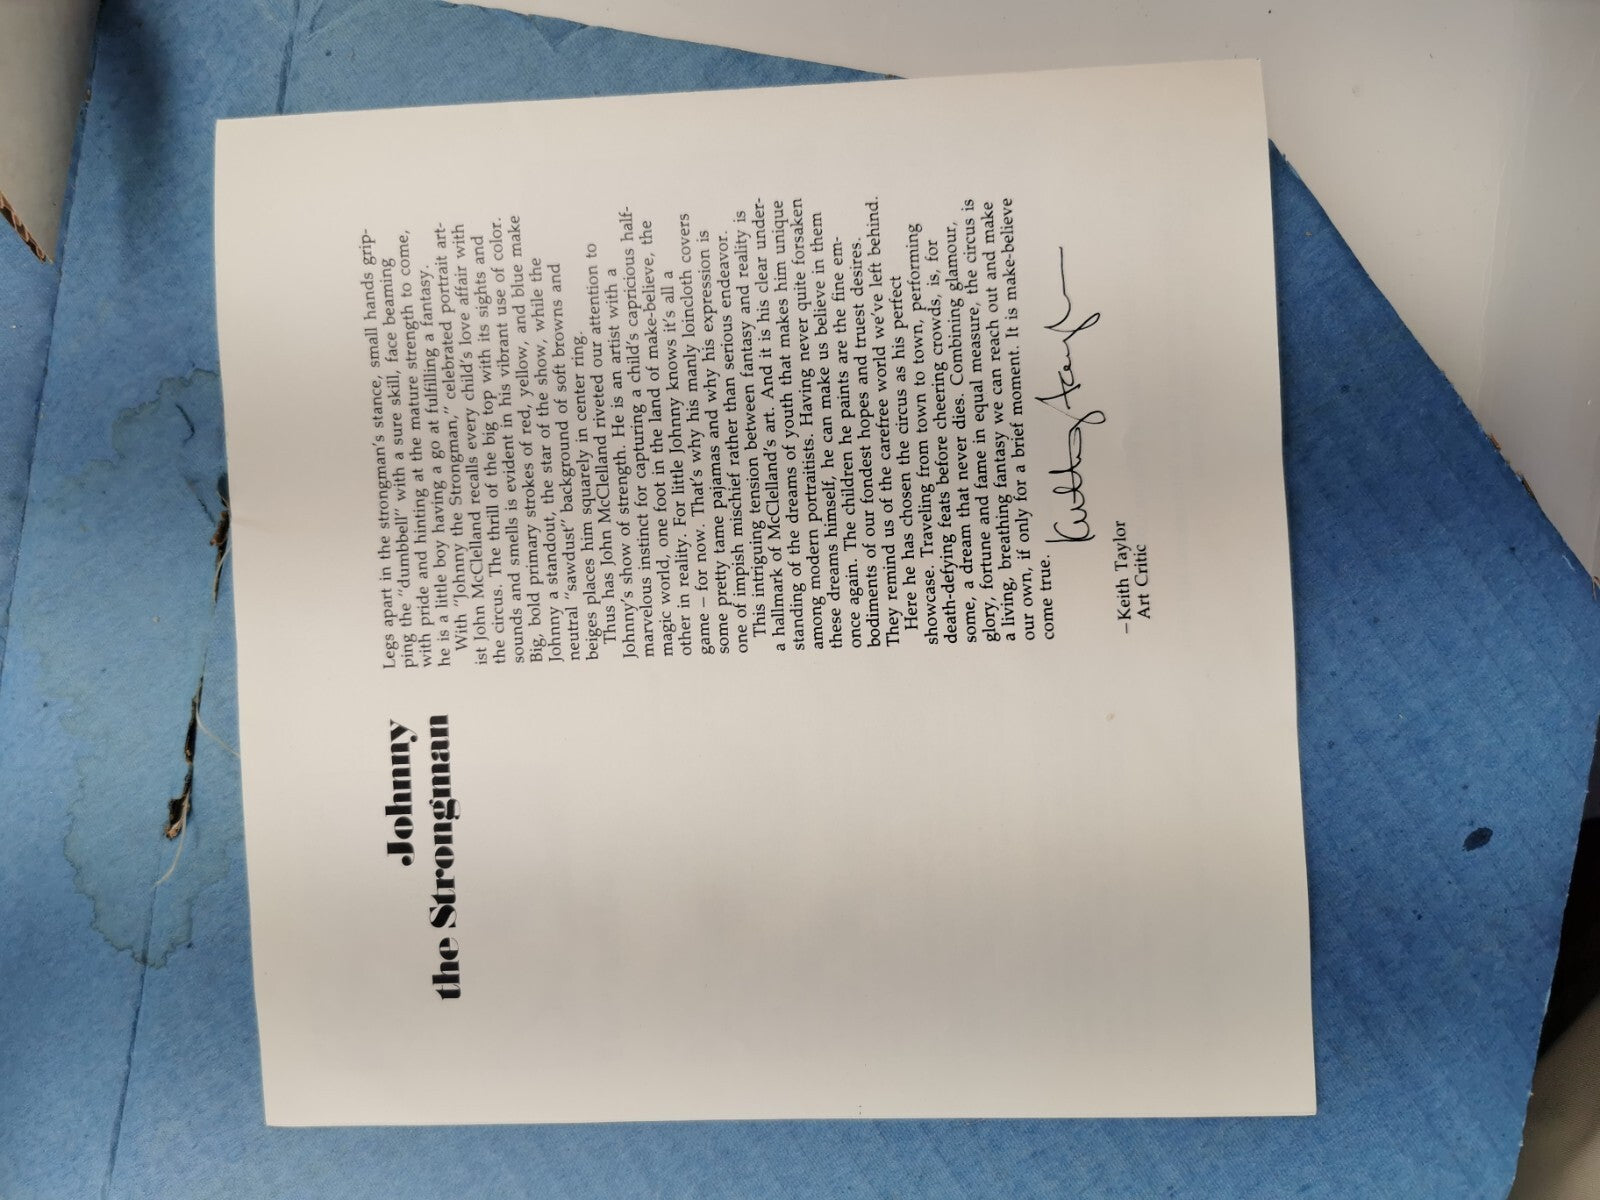 Johnny
the Strongman
Legs apart in the strongman's stance, small hands grip-
ping the "dumbbell" with a sure skill, face beaming
with pride and hinting at the mature strength to come,
he is a little boy having a go at fulfilling a fantasy.
With "Johnny the Strongman," celebrated portrait art-
ist John McClelland recalls every child's love affair with
the circus. The thrill of the big top with its sights and
sounds and smells is evident in his vibrant use of color.
Big, bold primary strokes of red, yellow, and blue make
Johnny a standout, the star of the show, while the
neutral "sawdust" background of soft browns and
beiges places him squarely in center ring.
Thus has John McClelland riveted our attention to
Johnny's show of strength. He is an artist with a
marvelous instinct for capturing a child's capricious half-
magic world, one foot in the land of make-believe, the
other in reality. For little Johnny knows it's all a
game – for now. That's why his manly loincloth covers
some pretty tame pajamas and why his expression is
one of impish mischief rather than serious endeavor.
This intriguing tension between fantasy and reality is
a hallmark of McClelland's art. And it is his clear under-
standing of the dreams of youth that makes him unique
among modern portraitists. Having never quite forsaken
these dreams himself, he can make us believe in them
once again. The children he paints are the fine em-
bodiments of our fondest hopes and truest desires.
They remind us of the carefree world we've left behind.
Here he has chosen the circus as his perfect
showcase. Traveling from town to town, performing
death-defying feats before cheering crowds, is, for
some, a dream that never dies. Combining glamour,
glory, fortune and fame in equal measure, the circus is
a living, breathing fantasy we can reach out and make
our own, if only for a brief moment. It is make-believe
come true.
–Keith Taylor
Art Critic